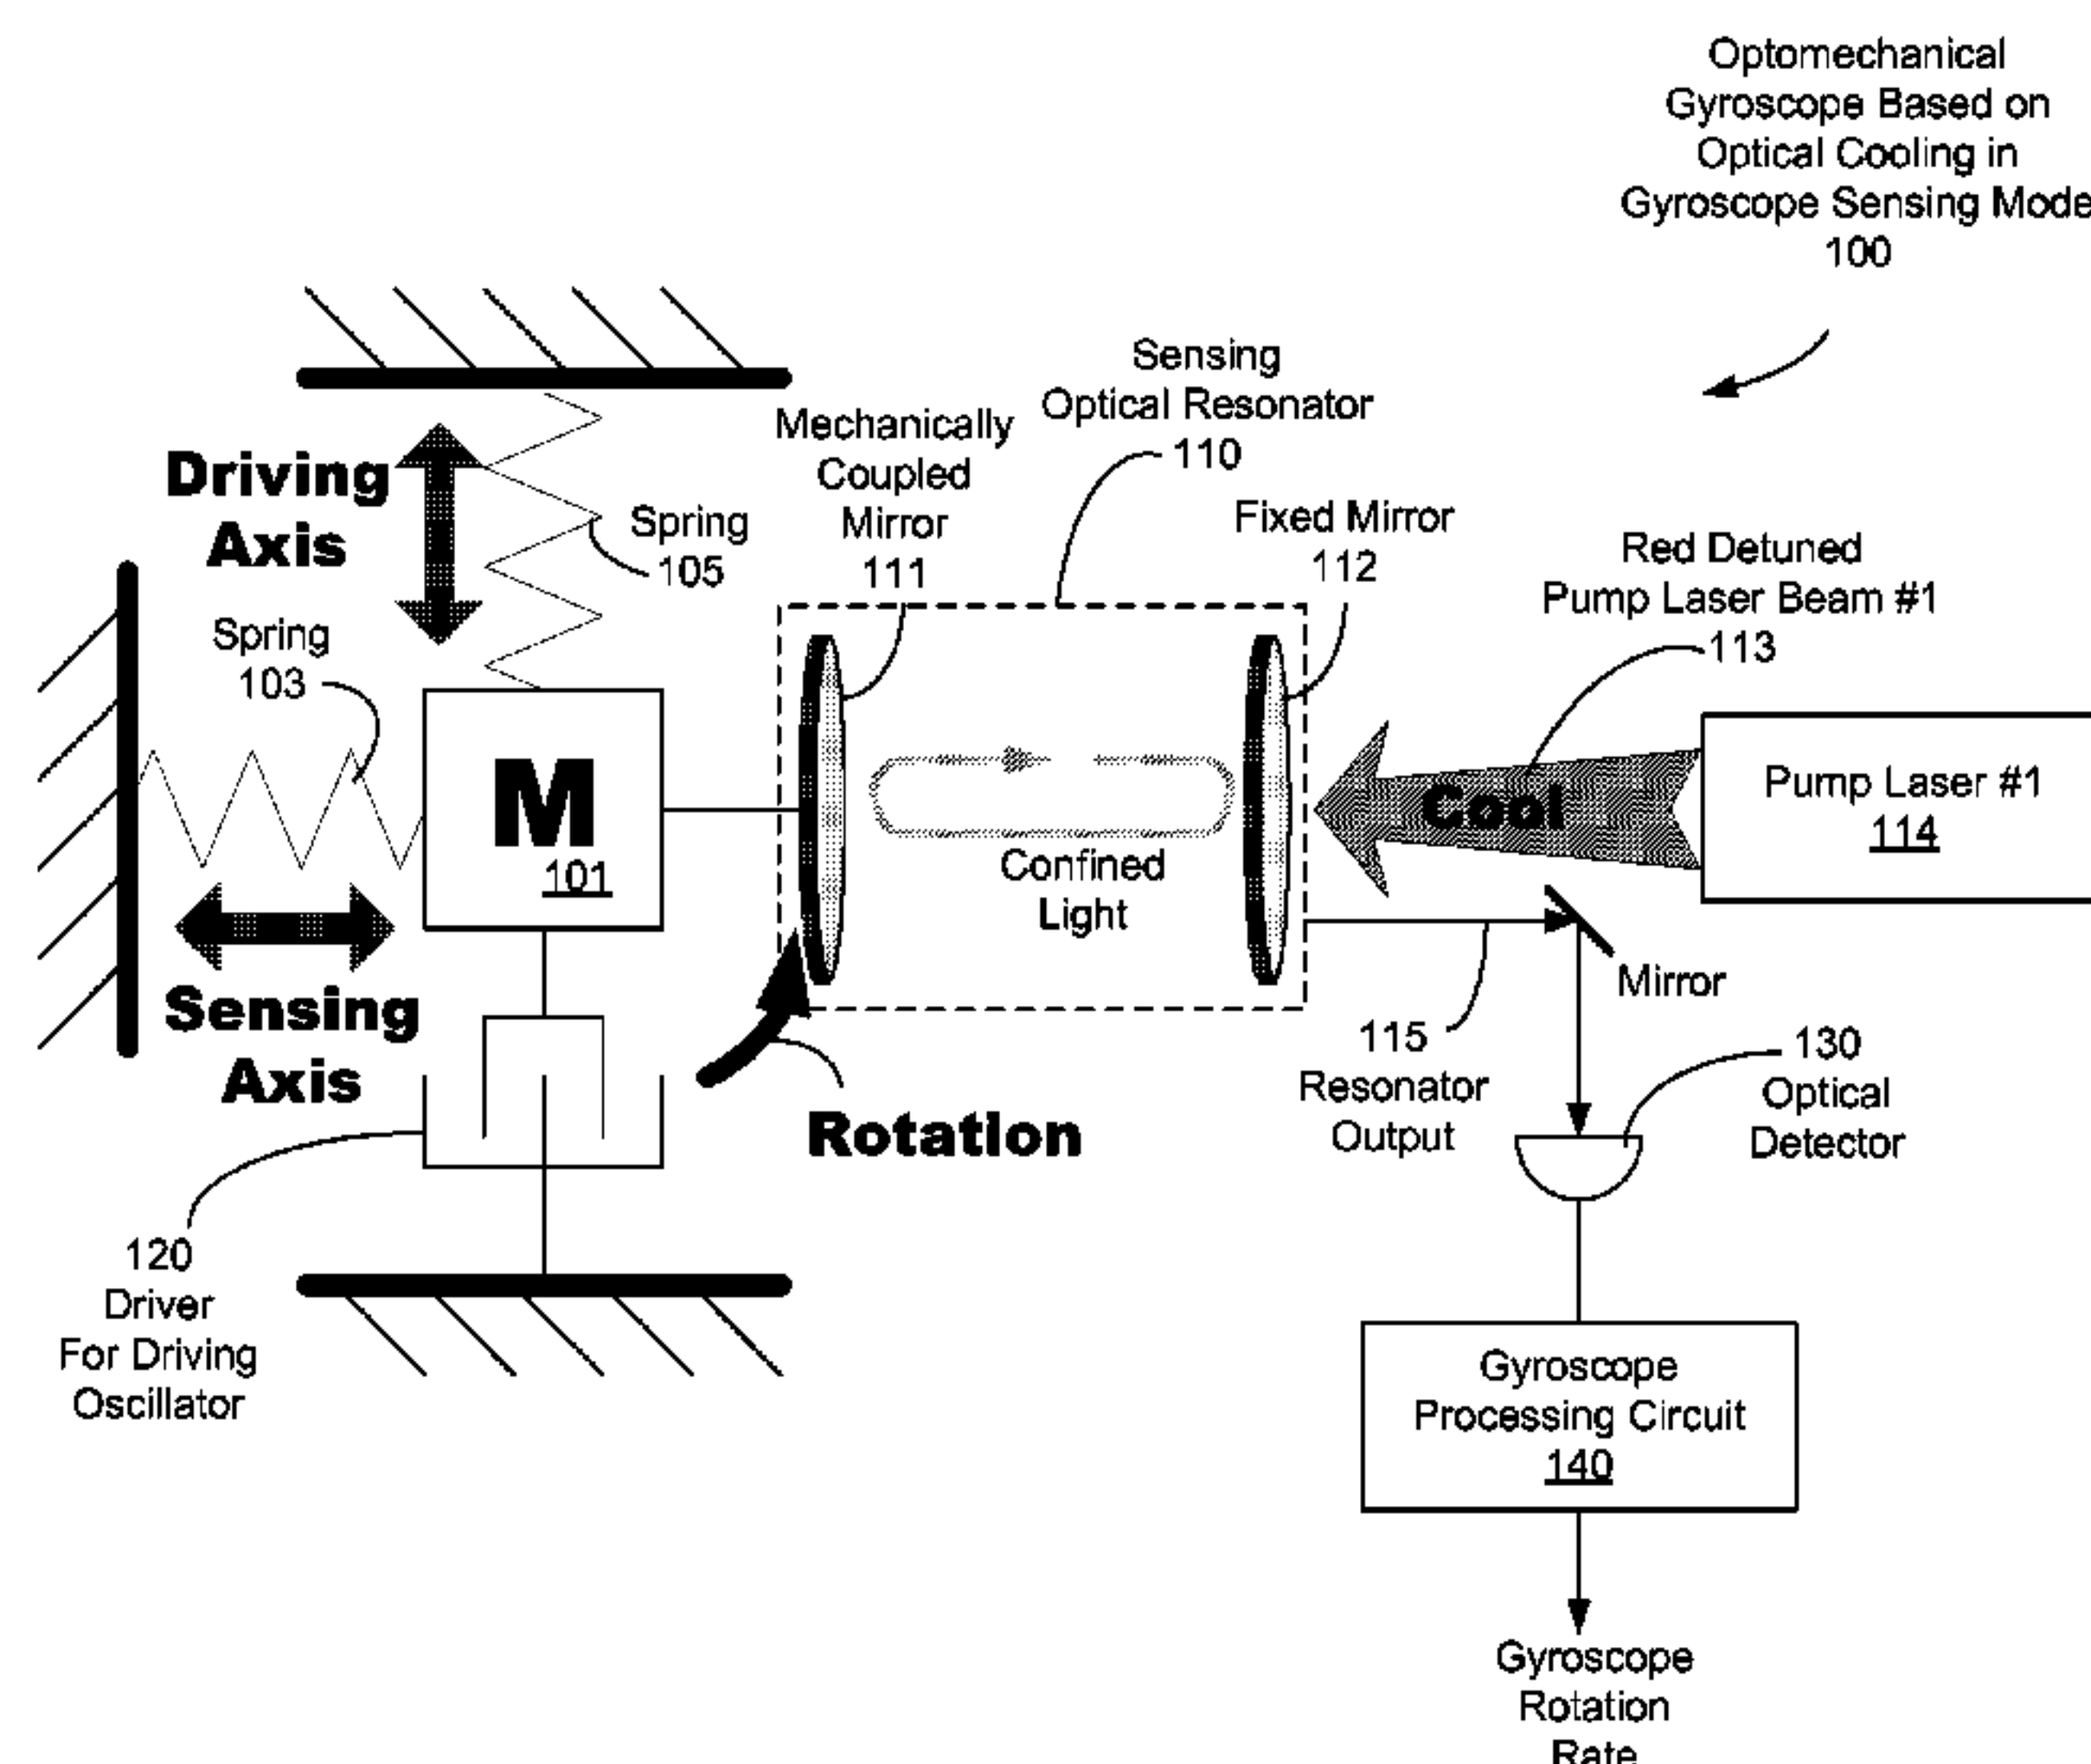 Optomechanical
Gyroscope Based on
Optical Cooling in
Gyroscope Sensing Mode
100
Sensing
Optical Resonator
110
Mechanically
Coupled
Mirror
111
Driving
Axis
Spring
105
Fixed Mirror
112
Red Detuned
Pump Laser Beam #1
113
Spring
103
M
101
Confined
Light
Cool
Pump Laser #1
114
Mirror
Sensing
Axis
Rotation
115
Resonator
Output
130
Optical
Detector
120
Driver
For Driving
Oscillator
Gyroscope
Processing Circuit
140
Gyroscope
Rotation
Rate